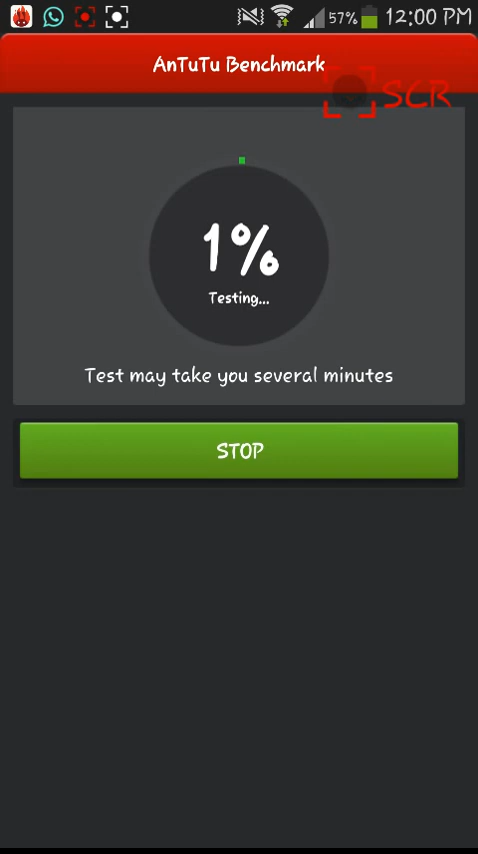 57% 12:00 PM
AnTuTu Benchmark
SCR
1%
Testing...
Test may take you several minutes
STOP